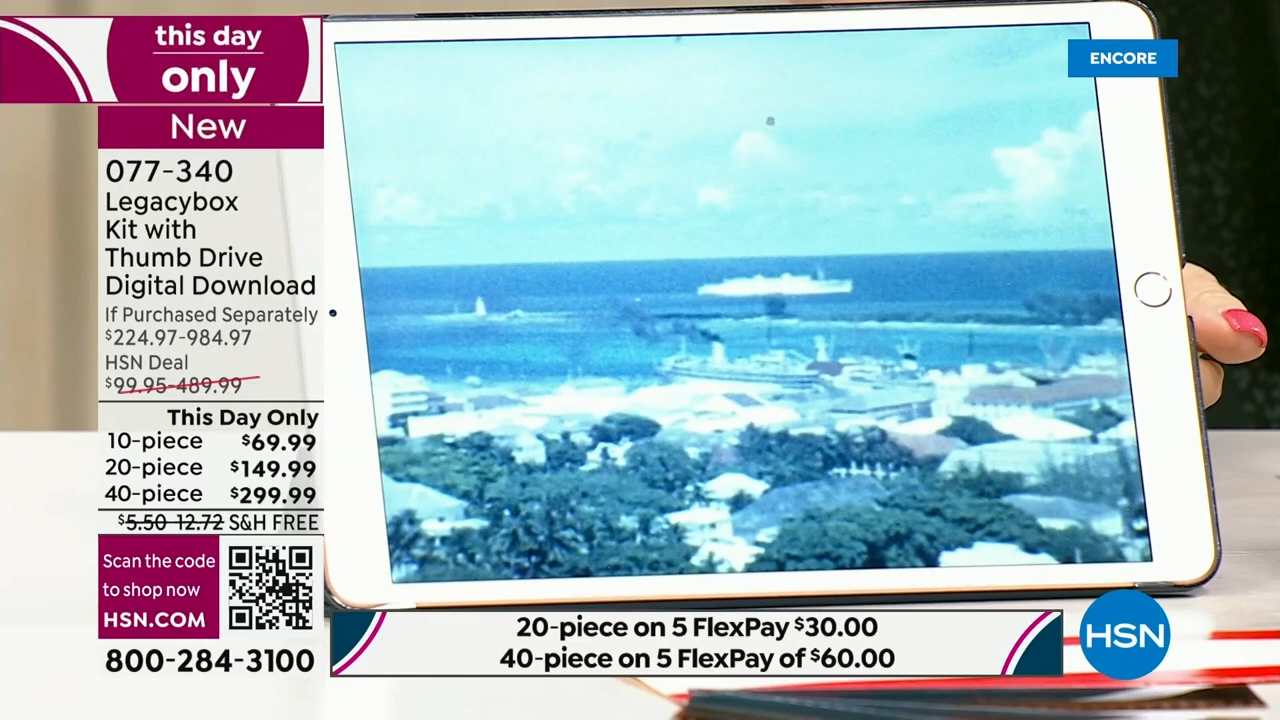 this day
only
New
077-340
Legacybox
Kit with
Thumb Drive
Digital Download
If Purchased Separately
$224.97-984.97
HSN Deal
$99.95-489.99
This Day Only
10-piece $69.99
20-piece $149.99
40-piece $299.99
$5.50-12.72 S&H FREE
Scan the code
to shop now
HSN.COM
800-284-3100
ENCORE
20-piece on 5 FlexPay $30.00
40-piece on 5 FlexPay of $60.00
HSN